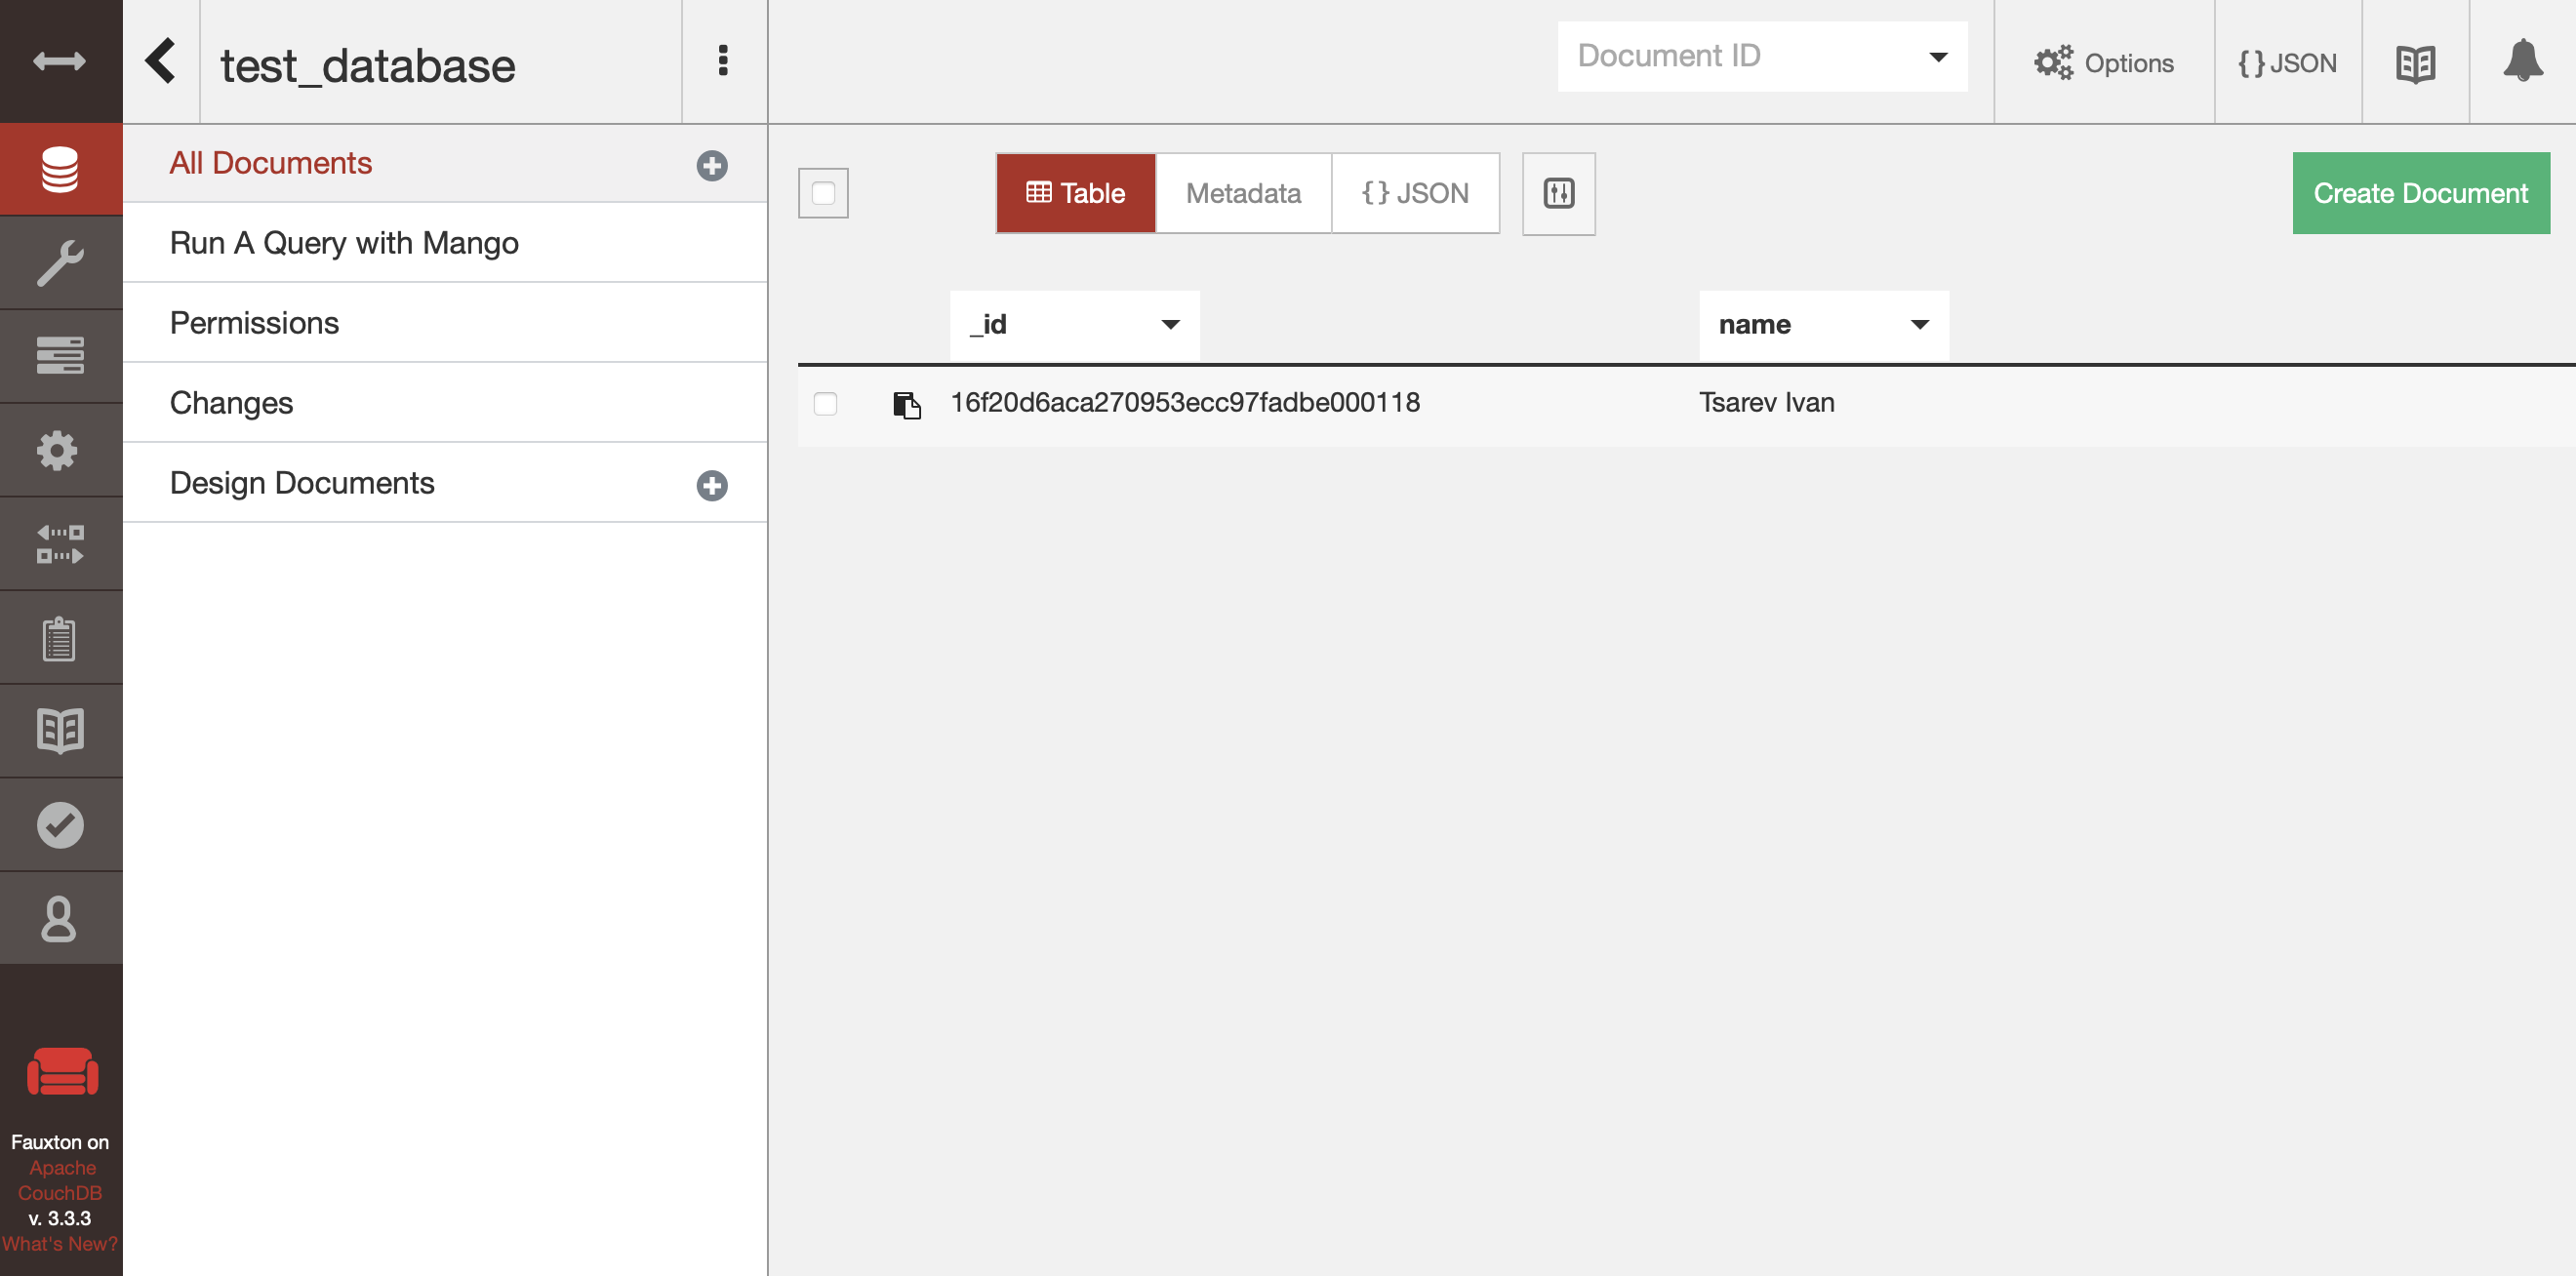 test_database
Document ID
Options
{} JSON
All Documents
Run A Query with Mango
Permissions
Changes
Design Documents
Table
Metadata
{} JSON
Create Document
_id
name
16f20d6aca270953ecc97fadbe000118
Tsarev Ivan
Fauxton on
Apache
CouchDB
v. 3.3.3
What's New?